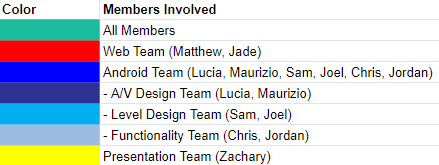 Color Members Involved
All Members
Web Team (Matthew, Jade)
Android Team (Lucia, Maurizio, Sam, Joel, Chris, Jordan)
- A/V Design Team (Lucia, Maurizio)
- Level Design Team (Sam, Joel)
- Functionality Team (Chris, Jordan)
Presentation Team (Zachary)